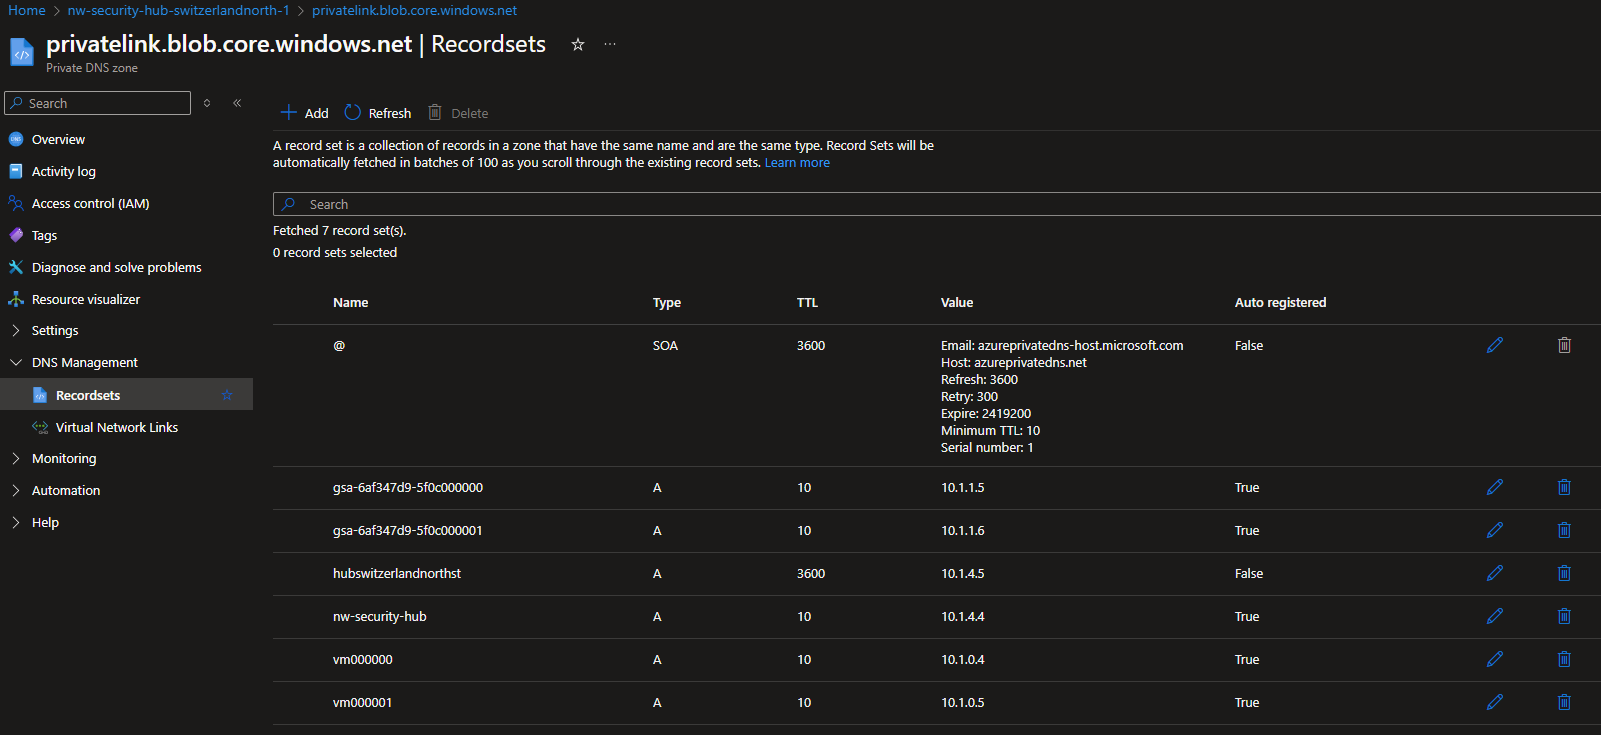 Home > nw-security-hub-switzerlandnorth-1 > privatelink.blob.core.windows.net
privatelink.blob.core.windows.net | Recordsets
Private DNS zone
Search
Overview
Activity log
Access control (IAM)
Tags
Diagnose and solve problems
Resource visualizer
Settings
DNS Management
Recordsets
Virtual Network Links
Monitoring
Automation
Help
Add Refresh Delete
A record set is a collection of records in a zone that have the same name and are the same type. Record Sets will be
automatically fetched in batches of 100 as you scroll through the existing record sets. Learn more
Search
Fetched 7 record set(s).
0 record sets selected
Name Type TTL Value Auto registered
@ SOA 3600 Email: azureprivatedns-host.microsoft.com False
Host: azureprivatedns.net
Refresh: 3600
Retry: 300
Expire: 2419200
Minimum TTL: 10
Serial number: 1
gsa-6af347d9-5f0c000000 A 10 10.1.1.5 True
gsa-6af347d9-5f0c000001 A 10 10.1.1.6 True
hubswitzerlandnorthst A 3600 10.1.4.5 False
nw-security-hub A 10 10.1.4.4 True
vm000000 A 10 10.1.0.4 True
vm000001 A 10 10.1.0.5 True